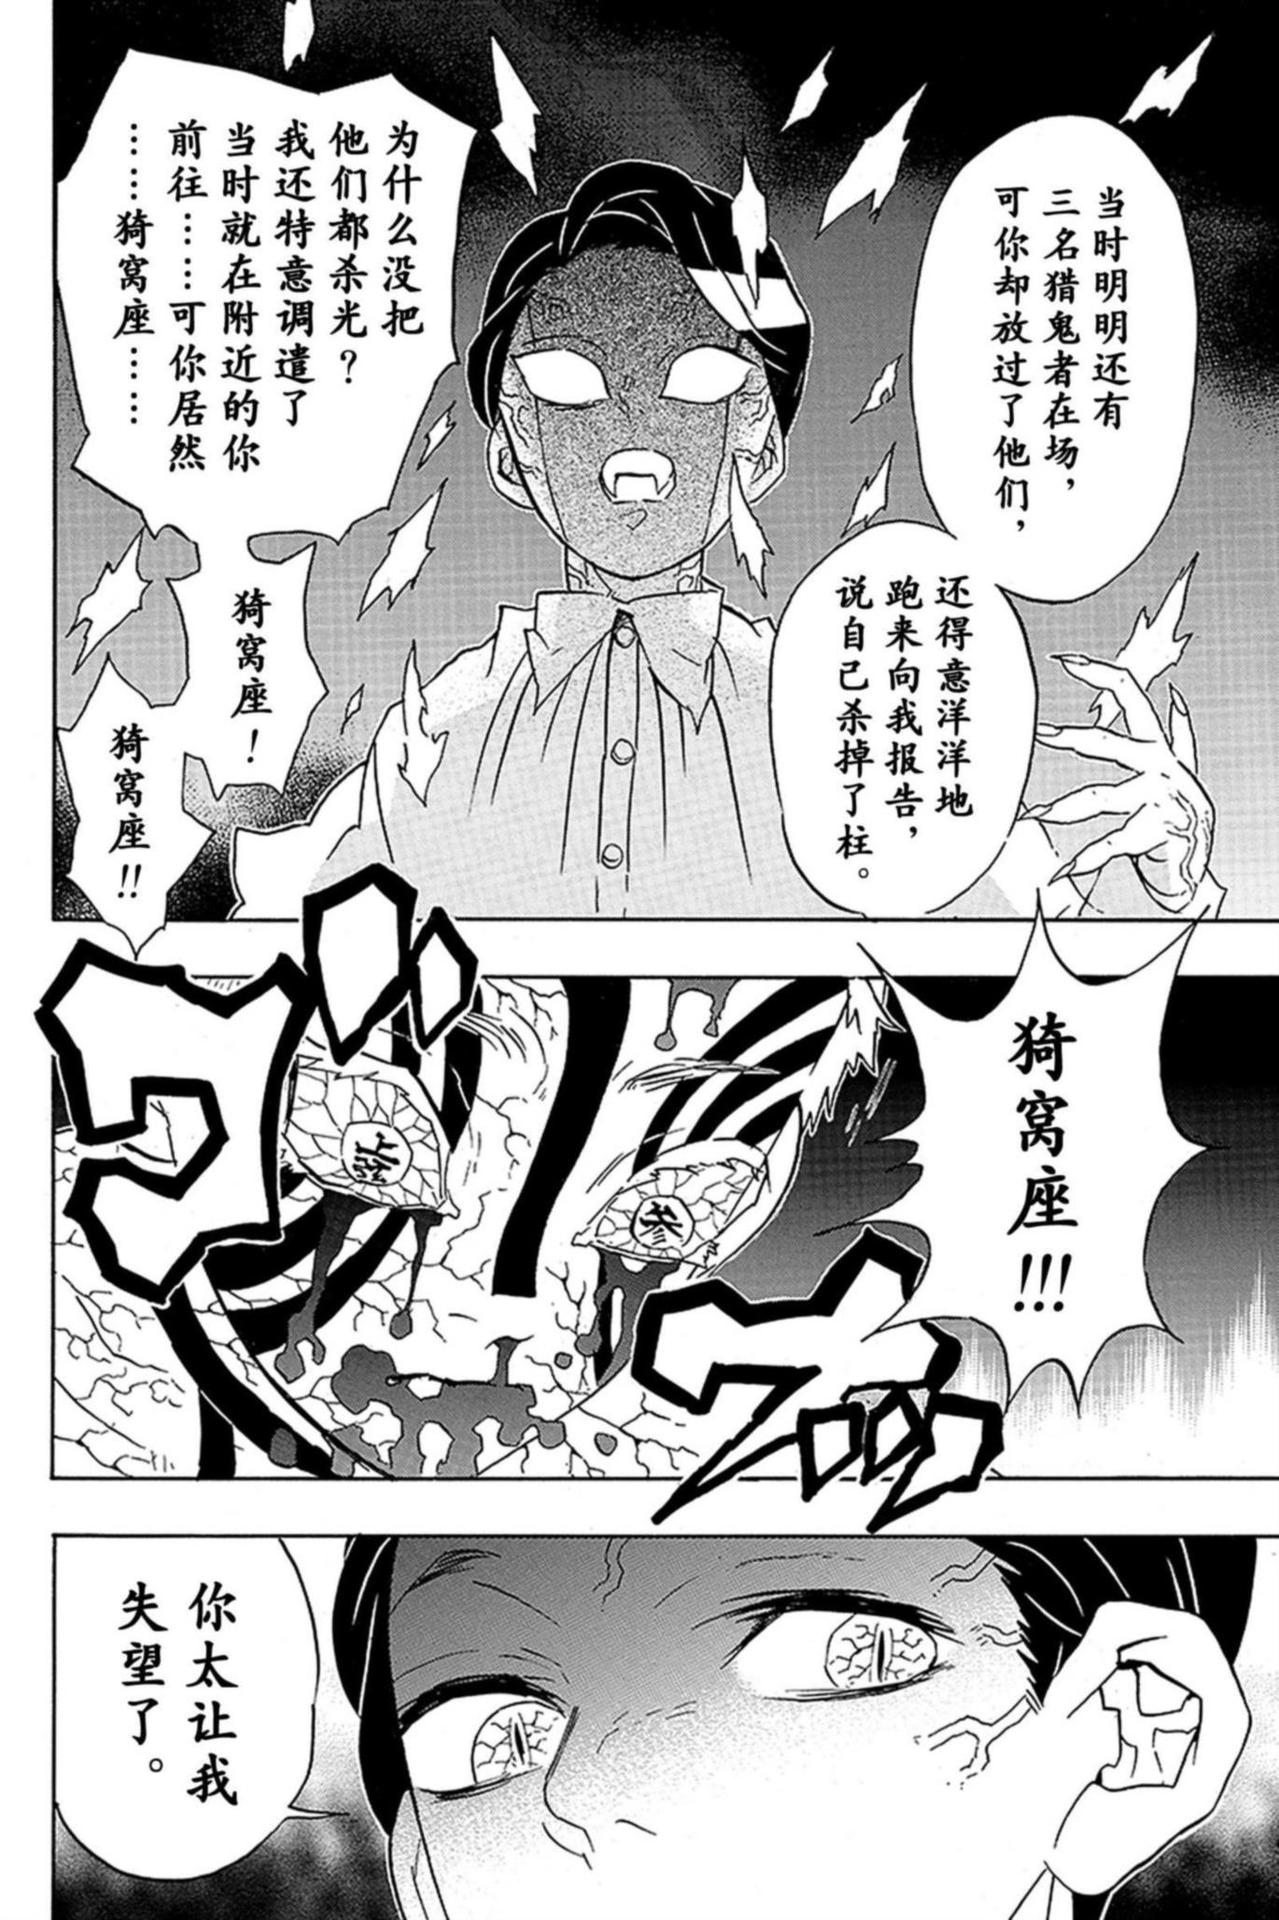 当时明明还有
三名猎鬼者在场，
可你却放过了他们，
还得意洋洋地
跑来向我报告，
说自己杀掉了柱。
为什么没把
他们都杀光？
我还特意调遣了
当时就在附近的你
前往……可你居然
……猗窝座……
猗窝座！
猗窝座！！
猗窝座！！！
上弦
参
你太让我
失望了。